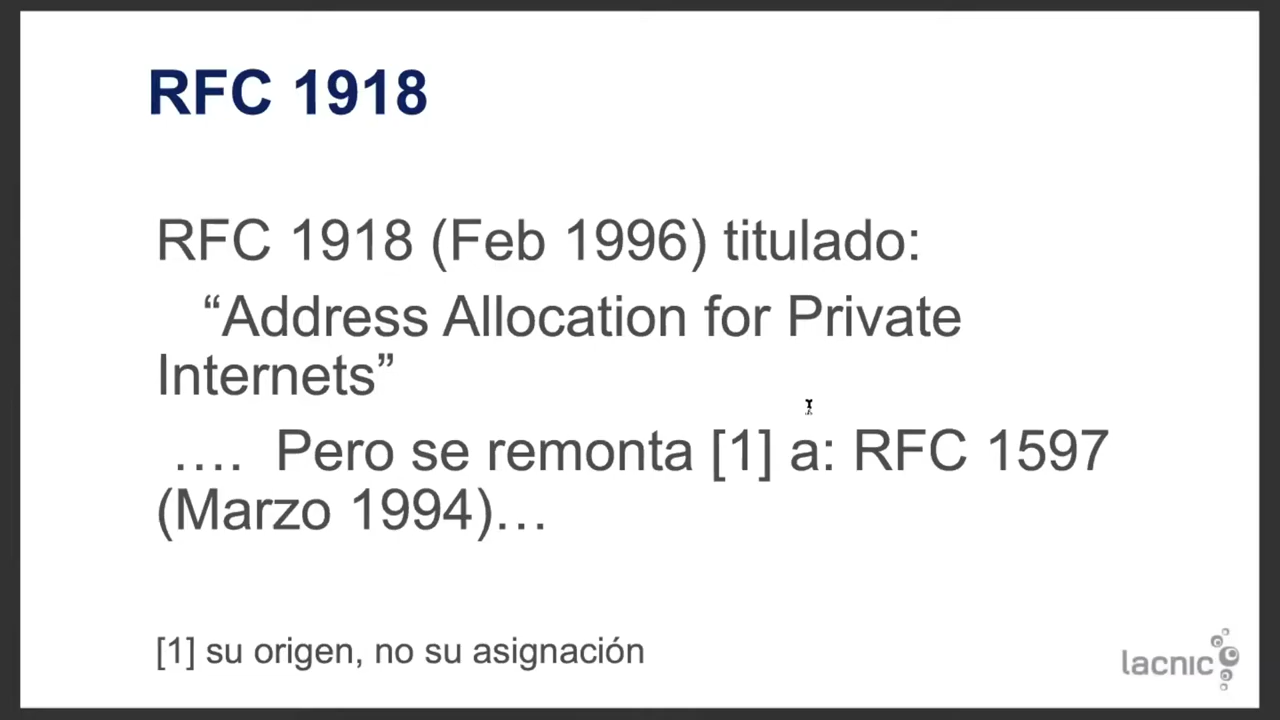 RFC 1918
RFC 1918 (Feb 1996) titulado:
“Address Allocation for Private
Internets”
.... Pero se remonta [1] a: RFC 1597
(Marzo 1994)...
[1] su origen, no su asignación
lacnic